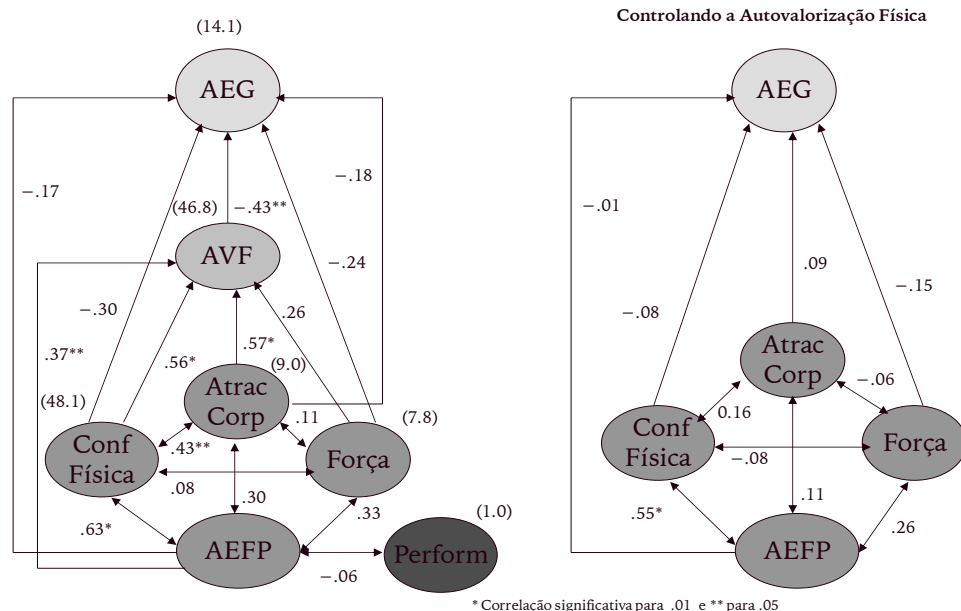 Controlando a Autovalorização Física
(14.1)
AEG
AEG
−.17
−.18
−.01
(46.8)
−.43**
AVF
−.24
.09
−.30
.26
−.08
−.15
.37**
.56*
.57*
(9.0)
Atrac
Corp
−.06
(48.1)
Atrac
Corp
.11
(7.8)
0.16
Conf
Física
.43**
Força
Conf
Física
−.08
Força
.08
.30
.33
.11
.63*
(1.0)
.55*
.26
AEFP
Perform
AEFP
−.06
* Correlação significativa para .01 e ** para .05